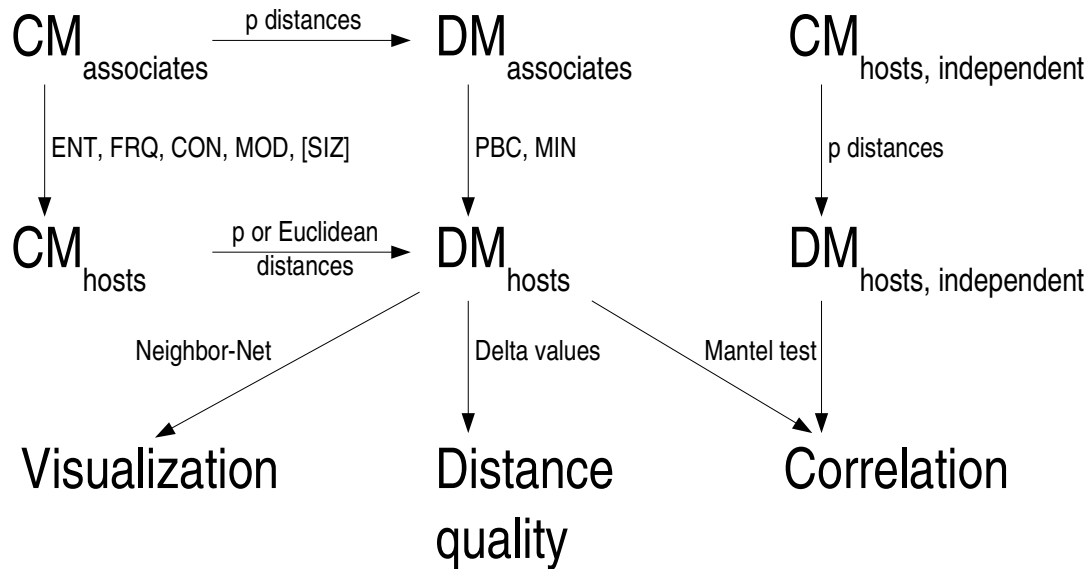 CM associates
p distances
DM associates
CM hosts, independent
ENT, FRQ, CON, MOD, [SIZ]
PBC, MIN
p distances
CM hosts
p or Euclidean
distances
DM hosts
DM hosts, independent
Neighbor-Net
Delta values
Mantel test
Visualization
Distance
quality
Correlation